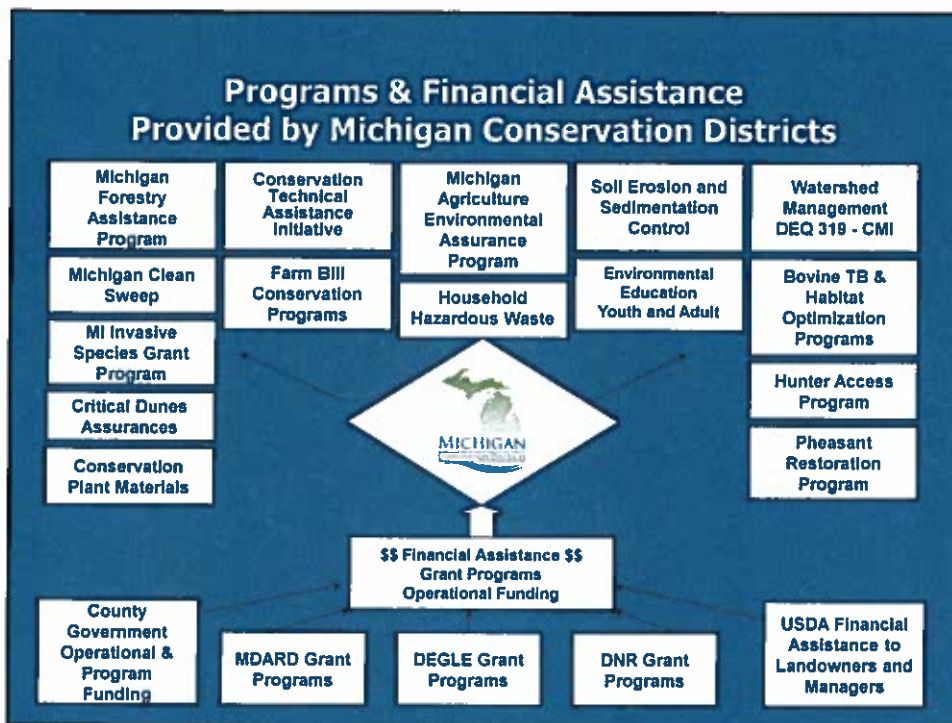 Programs & Financial Assistance
Provided by Michigan Conservation Districts
Michigan
Forestry
Assistance
Program
Conservation
Technical
Assistance
Initiative
Michigan
Agriculture
Environmental
Assurance
Program
Soil Erosion and
Sedimentation
Control
Watershed
Management
DEQ 319 - CMI
Michigan Clean
Sweep
Farm Bill
Conservation
Programs
Household
Hazardous Waste
Environmental
Education
Youth and Adult
Bovine TB &
Habitat
Optimization
Programs
MI Invasive
Species Grant
Program
Hunter Access
Program
Critical Dunes
Assurances
Pheasant
Restoration
Program
Conservation
Plant Materials
MICHIGAN
$$ Financial Assistance $$
Grant Programs
Operational Funding
County
Government
Operational &
Program
Funding
MDARD Grant
Programs
DEGLE Grant
Programs
DNR Grant
Programs
USDA Financial
Assistance to
Landowners and
Managers